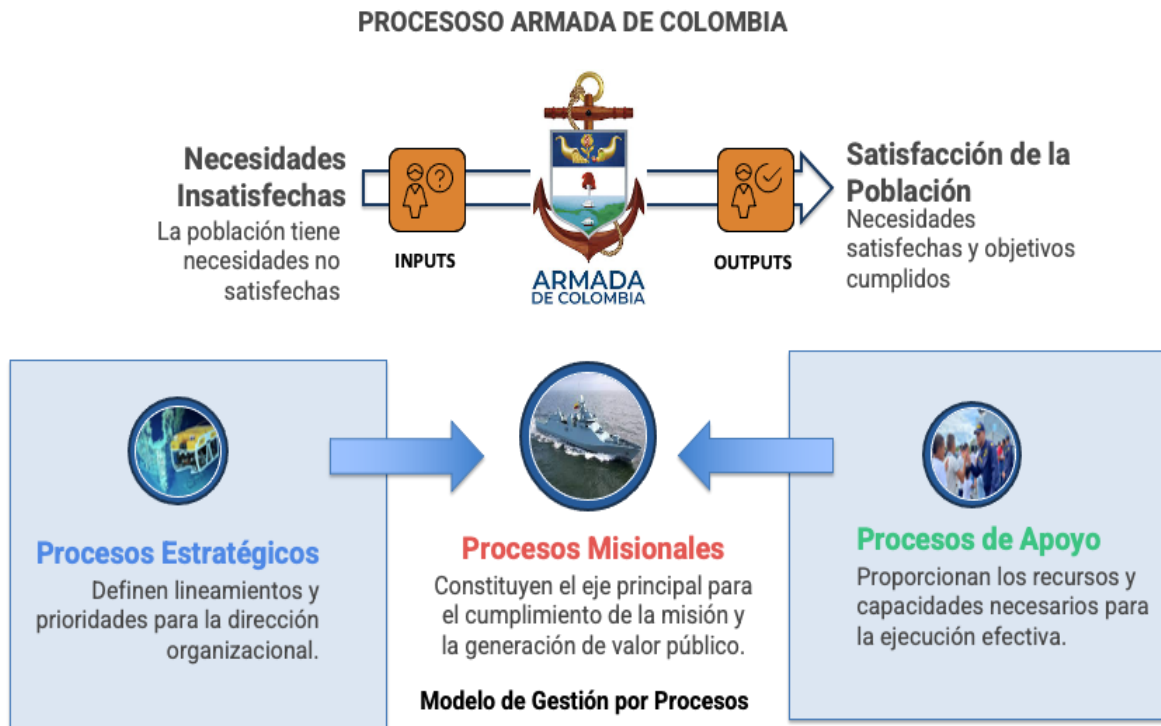 PROCESOSO ARMADA DE COLOMBIA
Necesidades
Insatisfechas
La población tiene
necesidades no
satisfechas
?
INPUTS
ARMADA
DE COLOMBIA
OUTPUTS
Satisfacción de la
Población
Necesidades
satisfechas y objetivos
cumplidos
Procesos Estratégicos
Definen lineamientos y
prioridades para la dirección
organizacional.
Procesos Misionales
Constituyen el eje principal para
el cumplimiento de la misión y
la generación de valor público.
Procesos de Apoyo
Proporcionan los recursos y
capacidades necesarios para
la ejecución efectiva.
Modelo de Gestión por Procesos